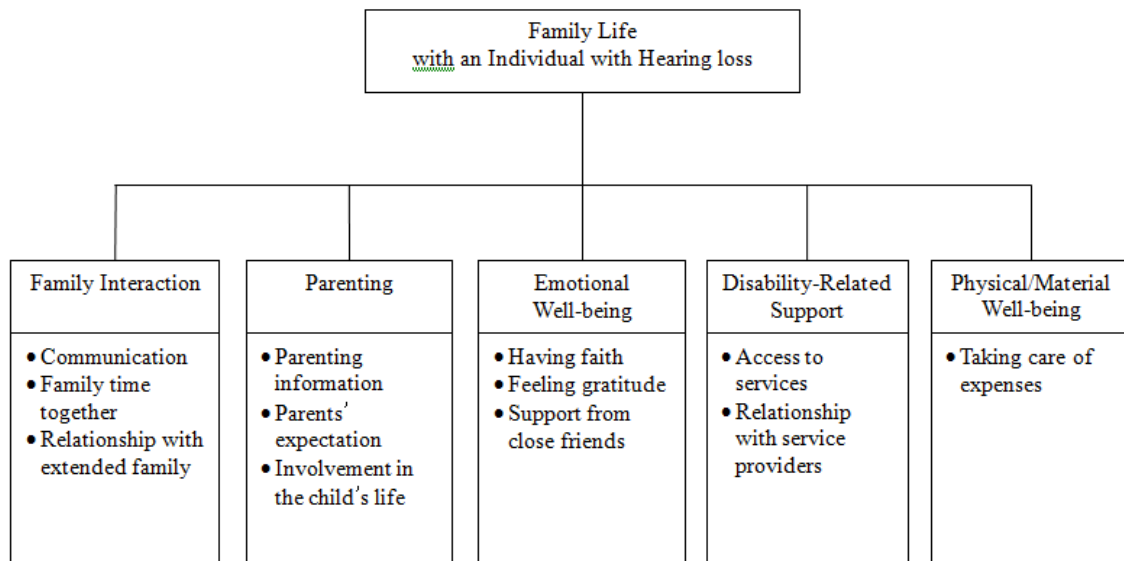 Family Life
with an Individual with Hearing loss
Family Interaction
• Communication
• Family time
together
• Relationship with
extended family
Parenting
• Parenting
information
• Parents’
expectation
• Involvement in
the child’s life
Emotional
Well-being
• Having faith
• Feeling gratitude
• Support from
close friends
Disability-Related
Support
• Access to
services
• Relationship
with service
providers
Physical/Material
Well-being
• Taking care of
expenses